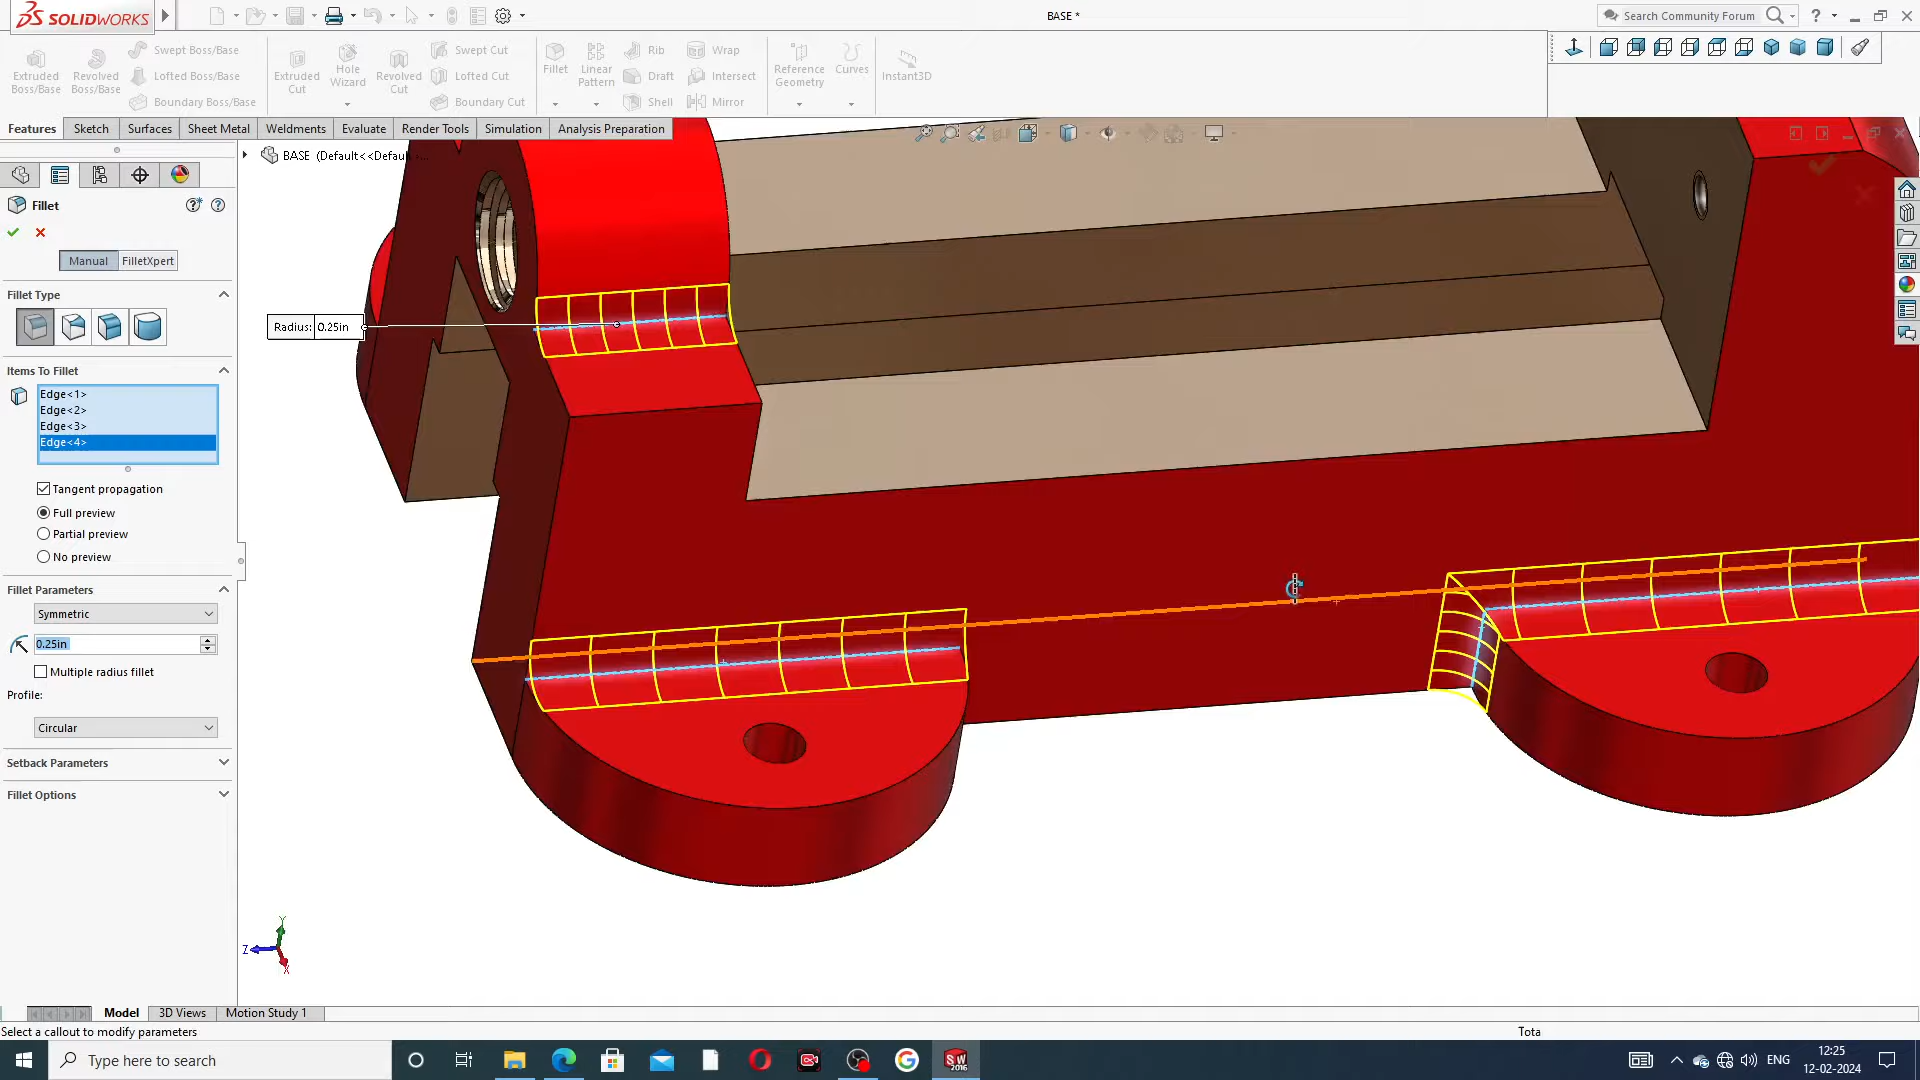 SOLIDWORKS
BASE *
Search Community Forum
Extruded Boss/Base
Revolved Boss/Base
Swept Boss/Base
Lofted Boss/Base
Boundary Boss/Base
Extruded Cut
Hole Wizard
Revolved Cut
Swept Cut
Lofted Cut
Boundary Cut
Fillet
Linear Pattern
Rib
Draft
Shell
Wrap
Intersect
Mirror
Reference Geometry
Curves
Instant3D
Features
Sketch
Surfaces
Sheet Metal
Weldments
Evaluate
Render Tools
Simulation
Analysis Preparation
BASE (Default<<Defaul...
Fillet
Manual
FilletXpert
Fillet Type
Items To Fillet
Edge<1>
Edge<2>
Edge<3>
Edge<4>
Tangent propagation
Full preview
Partial preview
No preview
Fillet Parameters
Symmetric
0.25in
Multiple radius fillet
Profile:
Circular
Setback Parameters
Fillet Options
Radius: 0.25in
Y
Z
X
Model
3D Views
Motion Study 1
Select a callout to modify parameters
Tota
Type here to search
SW
2016
ENG
12:25
12-02-2024